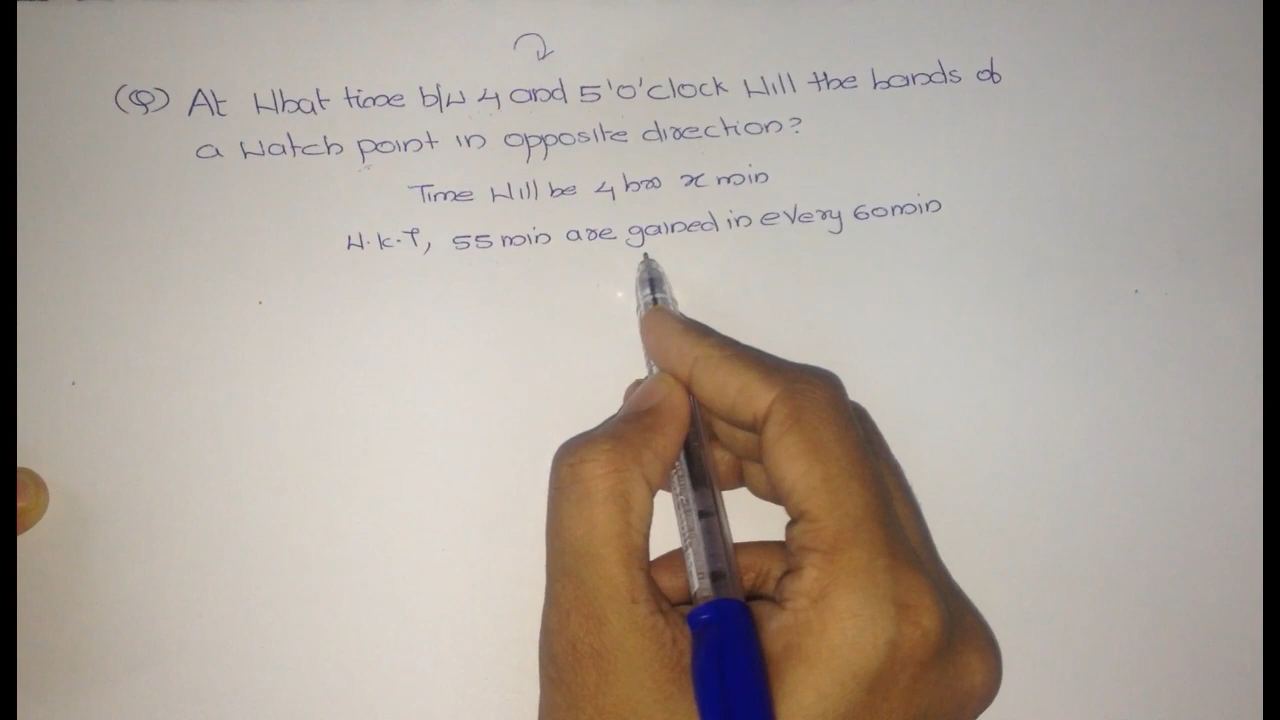 (Q) At What time b/w 4 and 5'o'clock Will the hands of
a Watch point in opposite direction?
Time Will be 4 hrs x min
W.K.T, 55 min are gained in every 60 min